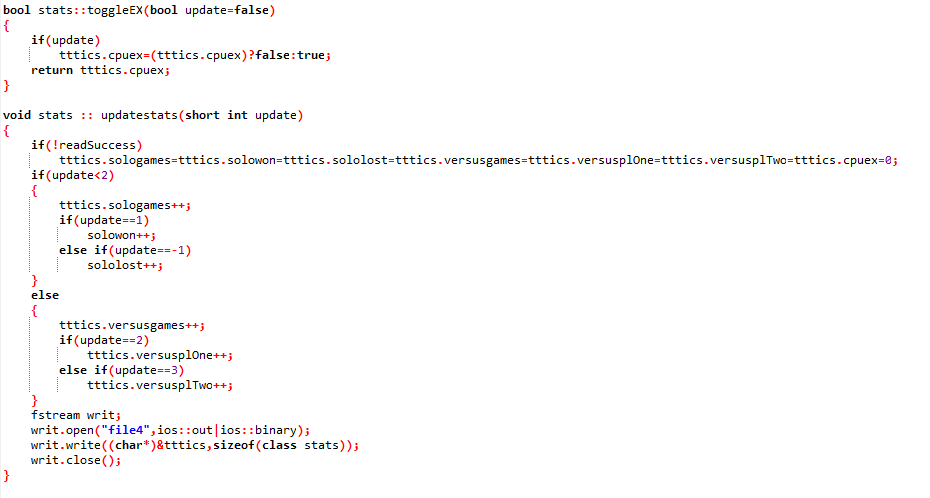 bool stats::toggleEX(bool update=false)
{
if(update)
tttics.cpuex=(tttics.cpuex)?false:true;
return tttics.cpuex;
}
void stats :: updatestats(short int update)
{
if(!readSuccess)
tttics.sologames=tttics.solowon=tttics.sololost=tttics.versusgames=tttics.versusplOne=tttics.versusplTwo=tttics.cpuex=0;
if(update<2)
{
tttics.sologames++;
if(update==1)
solowon++;
else if(update==-1)
sololost++;
}
else
{
tttics.versusgames++;
if(update==2)
tttics.versusplOne++;
else if(update==3)
tttics.versusplTwo++;
}
fstream writ;
writ.open("file4",ios::out|ios::binary);
writ.write((char*)&tttics,sizeof(class stats));
writ.close();
}